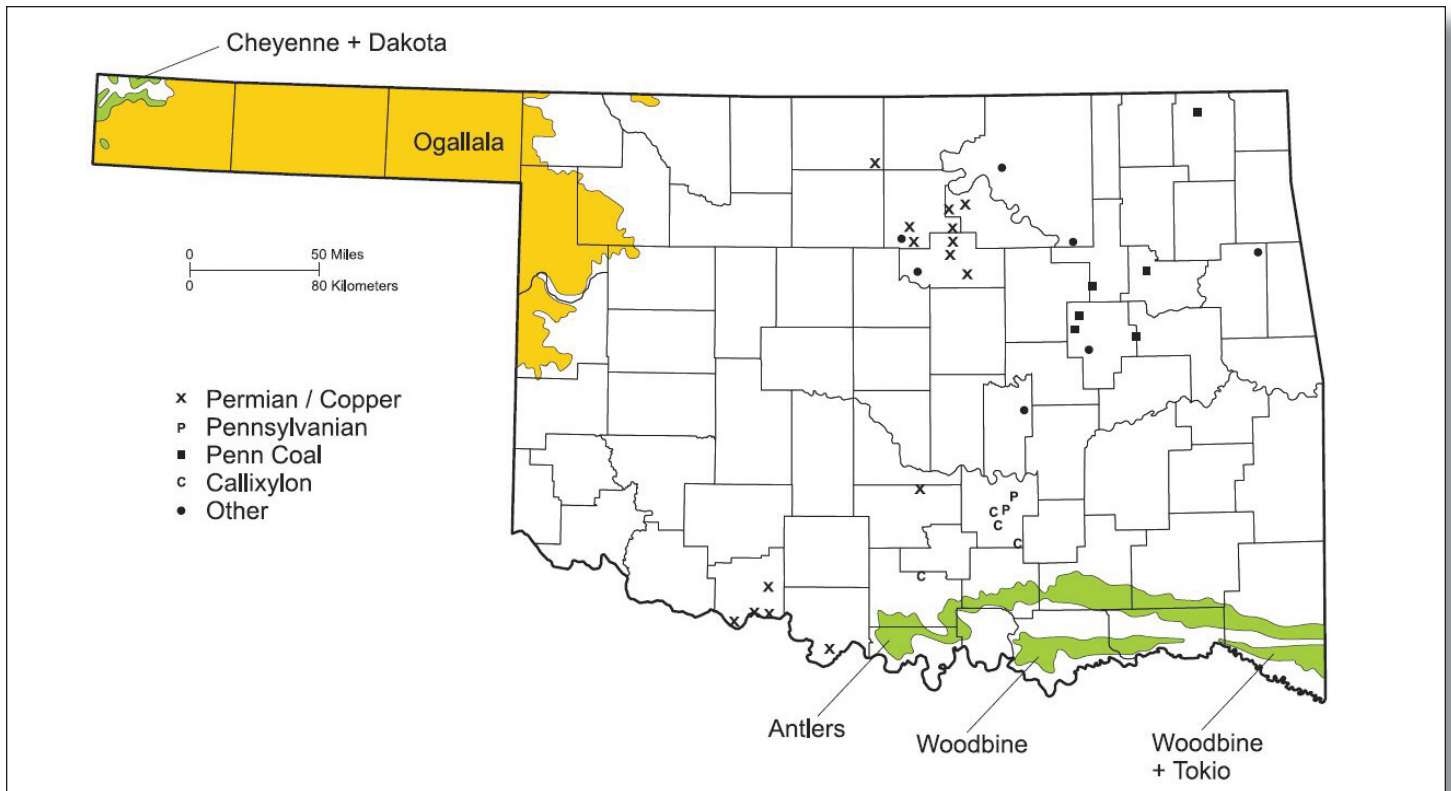 Cheyenne + Dakota
Ogallala
0 50 Miles
0 80 Kilometers
x Permian / Copper
P Pennsylvanian
■ Penn Coal
C Callixylon
● Other
x
x
x
x
x
x
x
x
x
x
x
P
C P
C
C
C
x
x x x
x
Antlers
Woodbine
Woodbine
+ Tokio